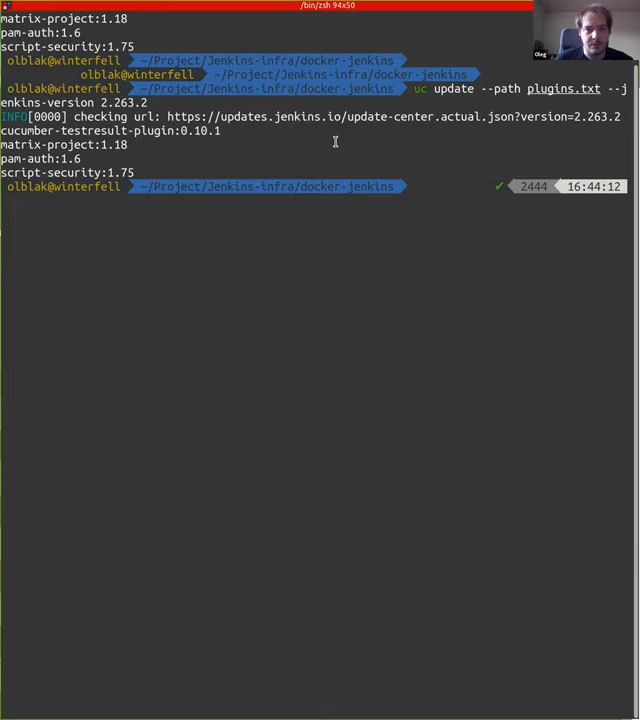 /bin/zsh 94x50
matrix-project:1.18
pam-auth:1.6
script-security:1.75
olblak@winterfell ~/Project/Jenkins-infra/docker-jenkins
olblak@winterfell ~/Project/Jenkins-infra/docker-jenkins
olblak@winterfell ~/Project/Jenkins-infra/docker-jenkins uc update --path plugins.txt --j
enkins-version 2.263.2
INFO[0000] checking url: https://updates.jenkins.io/update-center.actual.json?version=2.263.2
cucumber-testresult-plugin:0.10.1
matrix-project:1.18
pam-auth:1.6
script-security:1.75
olblak@winterfell ~/Project/Jenkins-infra/docker-jenkins ✔ 2444 16:44:12
Oleg